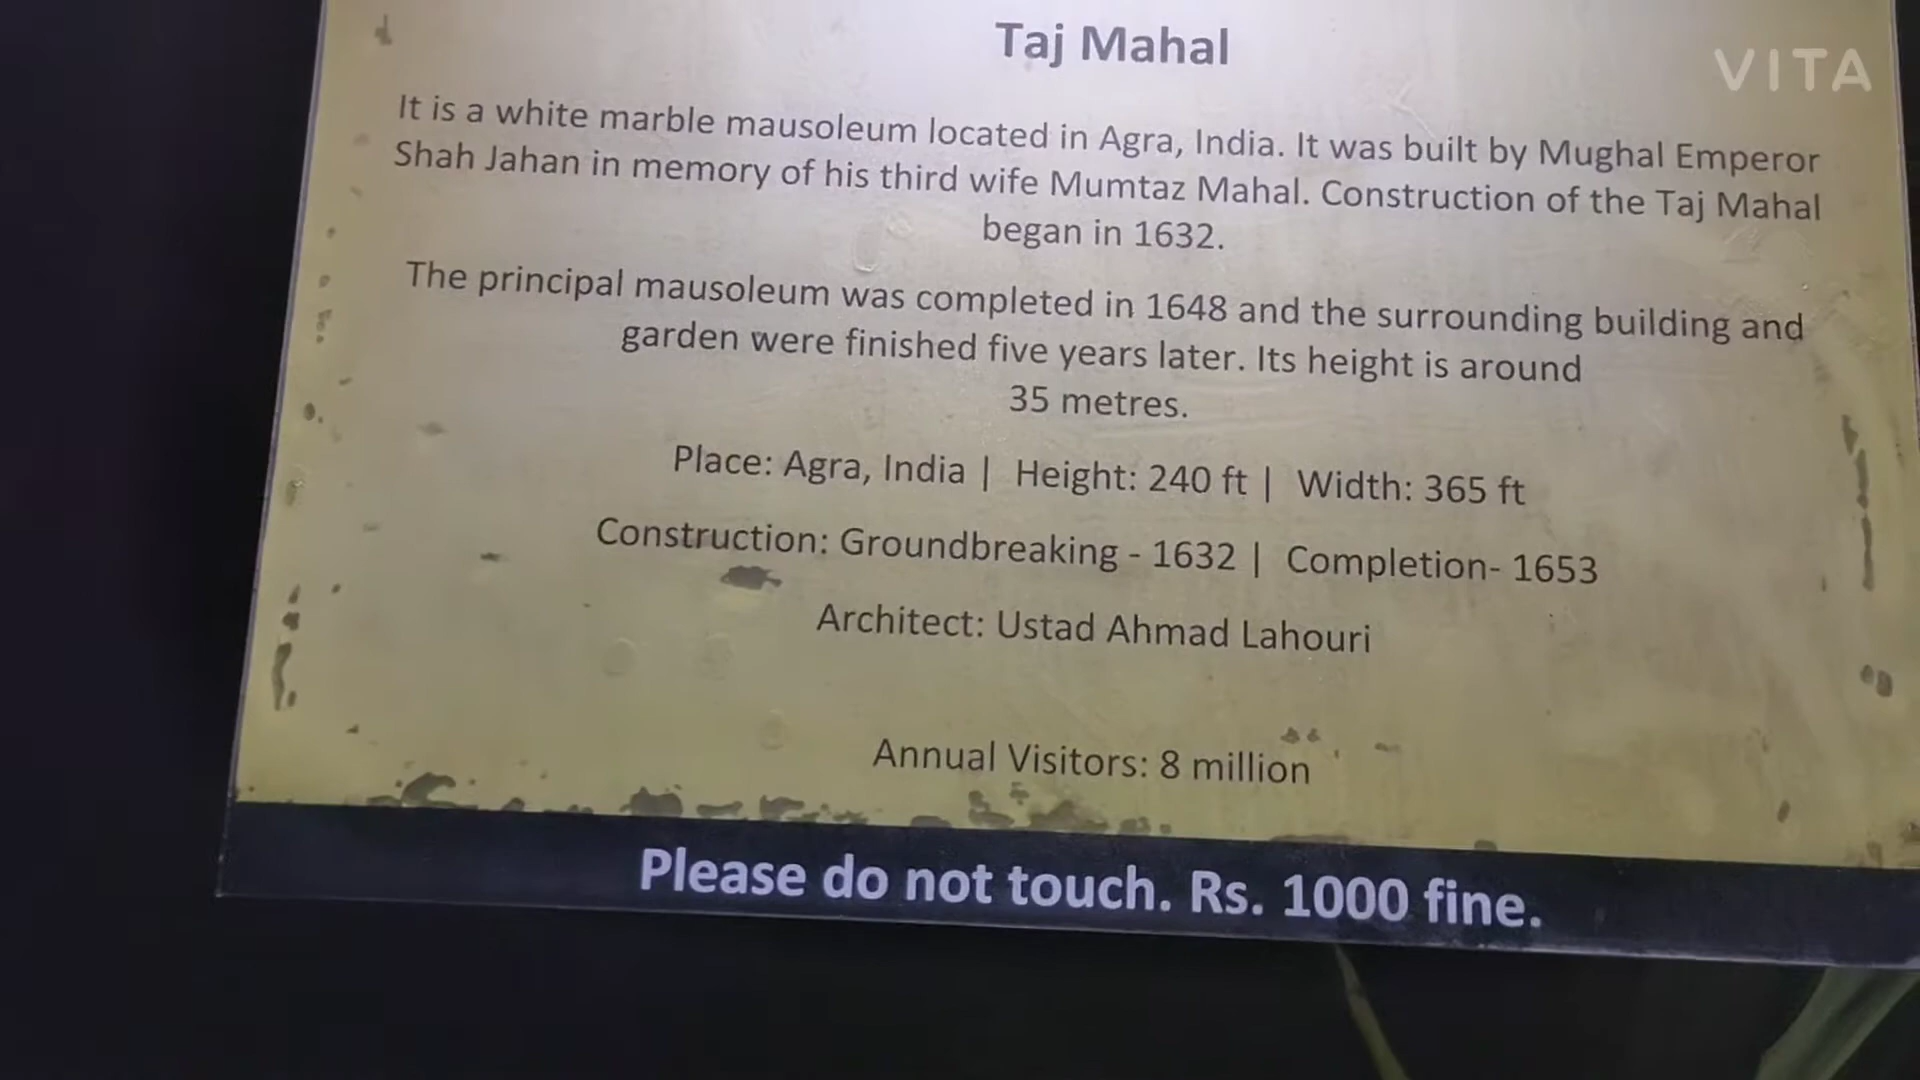 Taj Mahal
VITA
It is a white marble mausoleum located in Agra, India. It was built by Mughal Emperor
Shah Jahan in memory of his third wife Mumtaz Mahal. Construction of the Taj Mahal
began in 1632.
The principal mausoleum was completed in 1648 and the surrounding building and
garden were finished five years later. Its height is around
35 metres.
Place: Agra, India | Height: 240 ft | Width: 365 ft
Construction: Groundbreaking - 1632 | Completion- 1653
Architect: Ustad Ahmad Lahouri
Annual Visitors: 8 million
Please do not touch. Rs. 1000 fine.